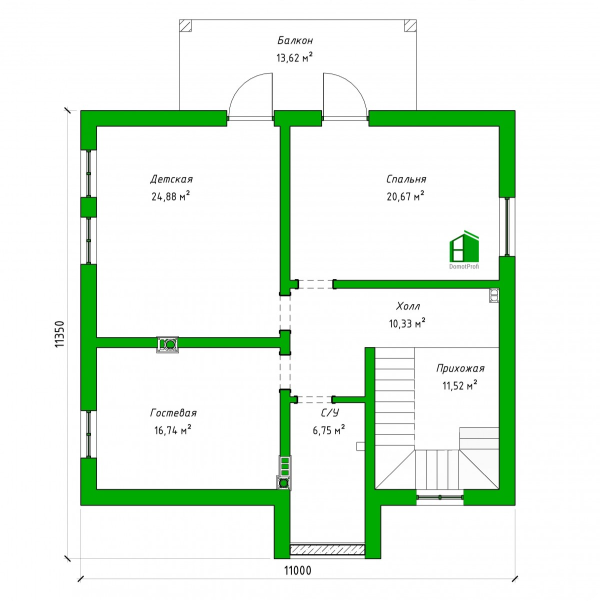 Балкон
13,62 м²
Детская
24,88 м²
Спальня
20,67 м²
DomotProfi
Холл
10,33 м²
11350
Прихожая
11,52 м²
Гостевая
16,74 м²
С/У
6,75 м²
11000